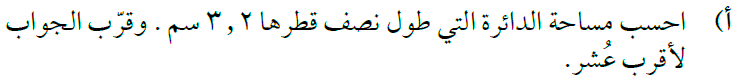 أ) احسب مساحة الدائرة التي طول نصف قطرها ٣,٢ سم . وقرّب الجواب
لأقرب عُشر.